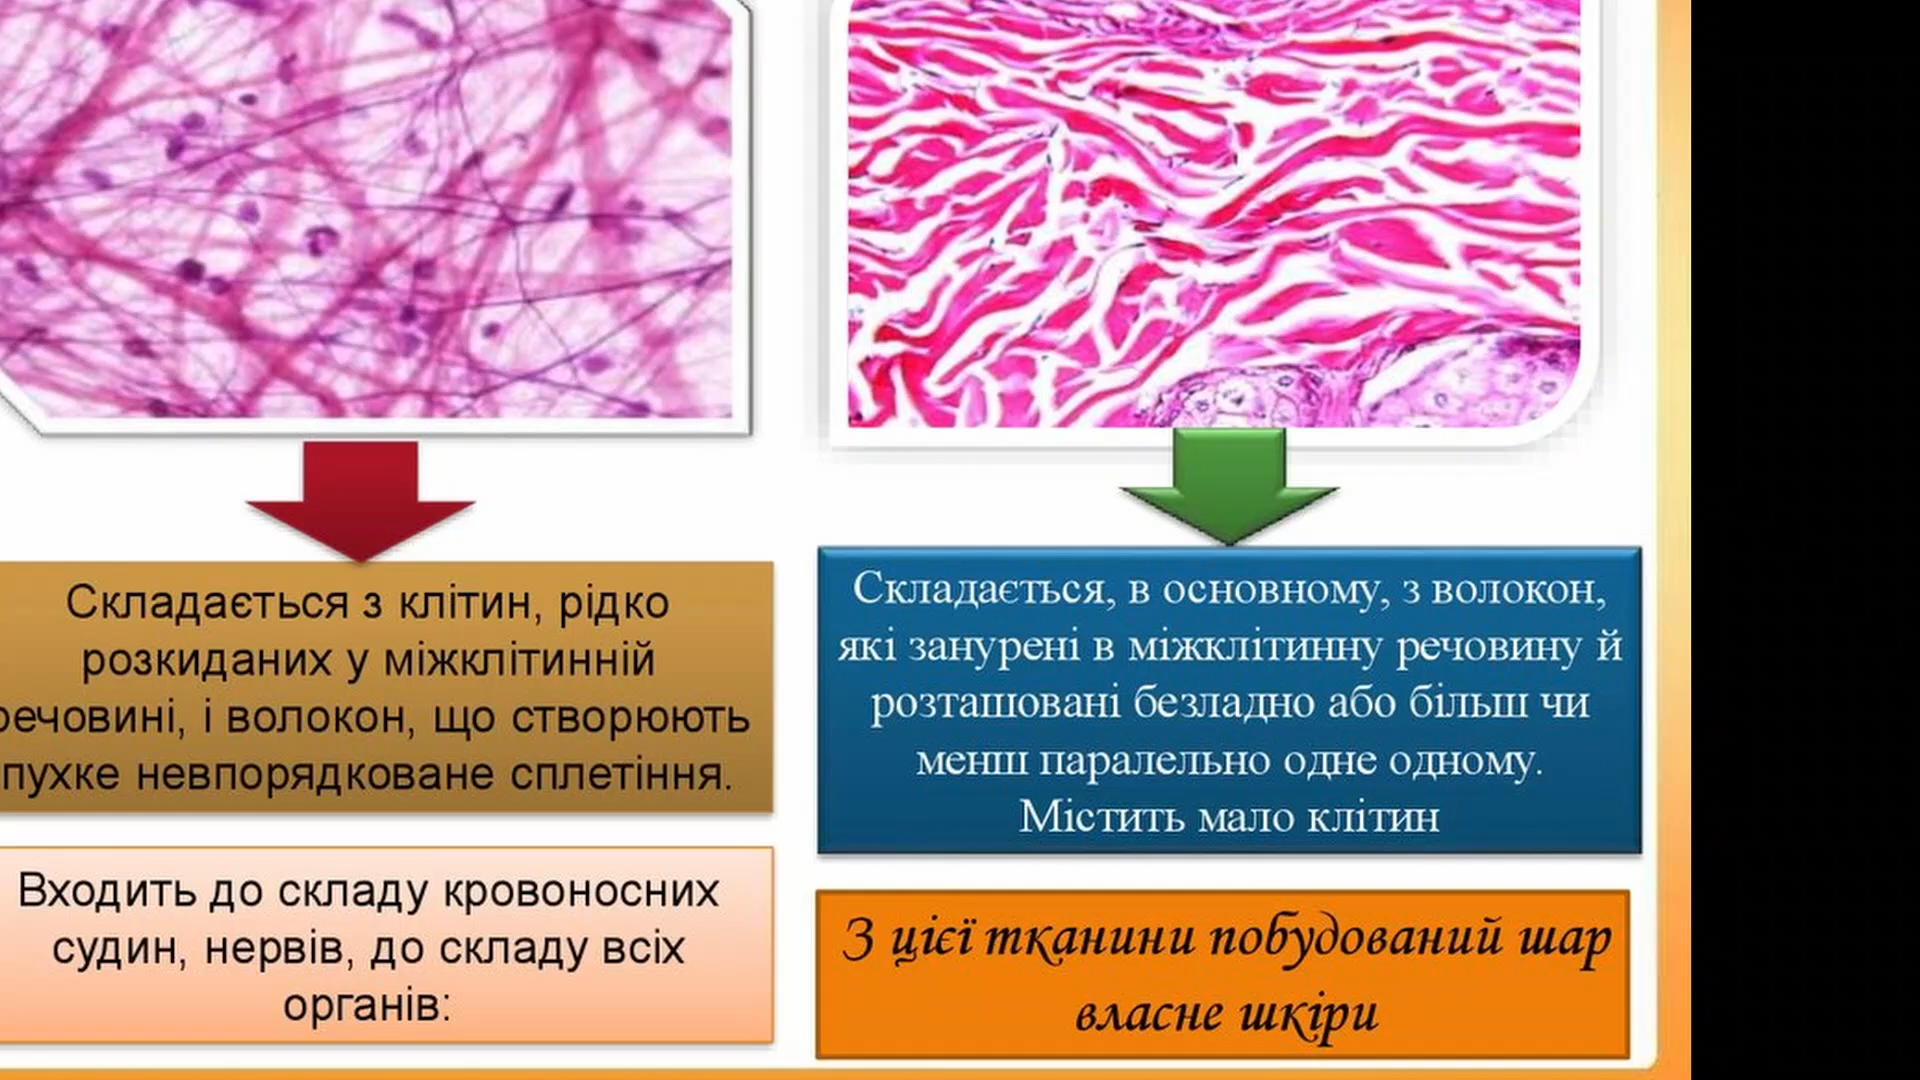 Складається з клітин, рідко
розкиданих у міжклітинній
речовині, і волокон, що створюють
пухке невпорядковане сплетіння.
Входить до складу кровоносних
судин, нервів, до складу всіх
органів:
Складається, в основному, з волокон,
які занурені в міжклітинну речовину й
розташовані безладно або більш чи
менш паралельно одне одному.
Містить мало клітин
З цієї тканини побудований шар
власне шкіри